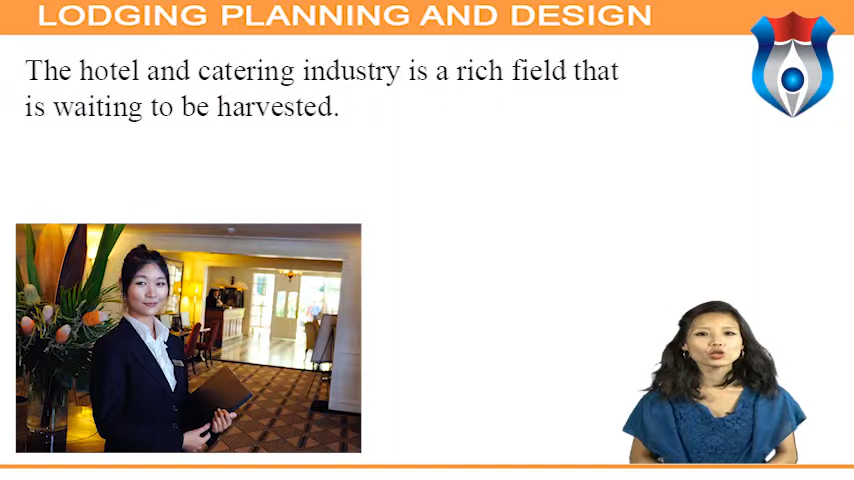 LODGING PLANNING AND DESIGN
The hotel and catering industry is a rich field that
is waiting to be harvested.